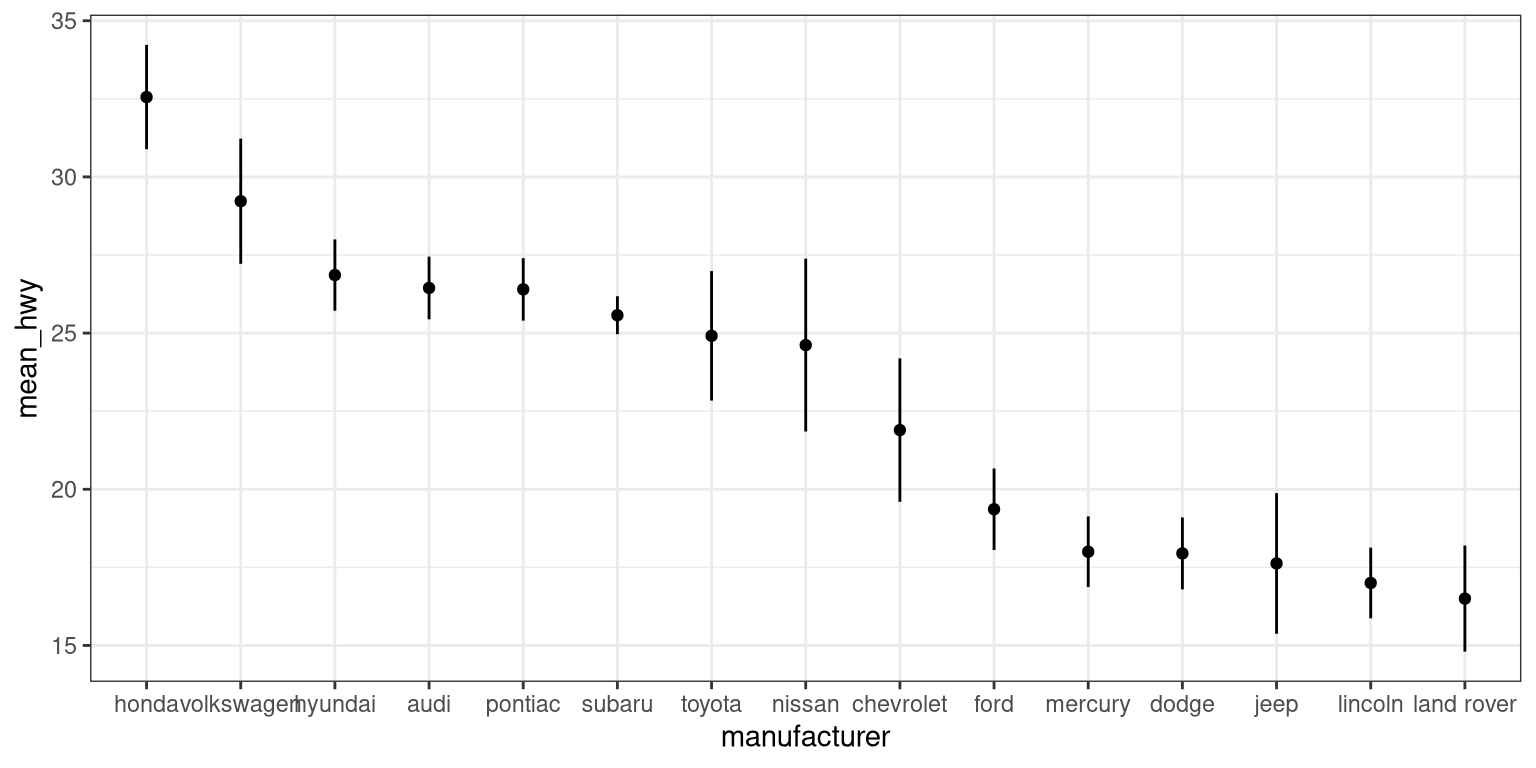 35
30
25
20
15
mean_hwy
honda volkswagen hyundai audi pontiac subaru toyota nissan chevrolet ford mercury dodge jeep lincoln land rover
manufacturer